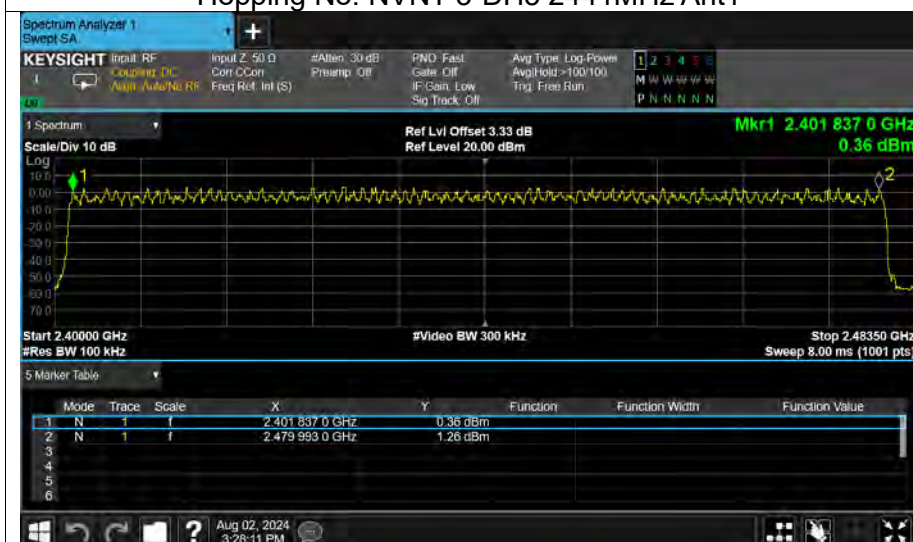 Hopping No. NVNT 3-DH5 2441MHz Ant1
Spectrum Analyzer 1
Swept SA
+
KEYSIGHT Input: RF Input Z: 50 Ω #Atten: 30 dB PNO: Fast Avg Type: Log-Power 1 2 3 4 5 6
Coupling: DC Corr CCorr Preamp: Off Gate: Off Avg|Hold >100/100 M W W W W W
Align: Auto/No RF Freq Ref: Int (S) IF Gain: Low Trig: Free Run
Sig Track: Off P N N N N N
1 Spectrum Ref Lvl Offset 3.33 dB Mkr1 2.401 837 0 GHz
Scale/Div 10 dB Ref Level 20.00 dBm 0.36 dBm
Log
10.0
1
2
0.00
-10.0
-20.0
-30.0
-40.0
-50.0
-60.0
-70.0
Start 2.40000 GHz #Video BW 300 kHz Stop 2.48350 GHz
#Res BW 100 kHz Sweep 8.00 ms (1001 pts)
5 Marker Table
Mode Trace Scale X Y Function Function Width Function Value
1 N 1 f 2.401 837 0 GHz 0.36 dBm
2 N 1 f 2.479 993 0 GHz 1.26 dBm
3
4
5
6
? Aug 02, 2024
3:28:11 PM